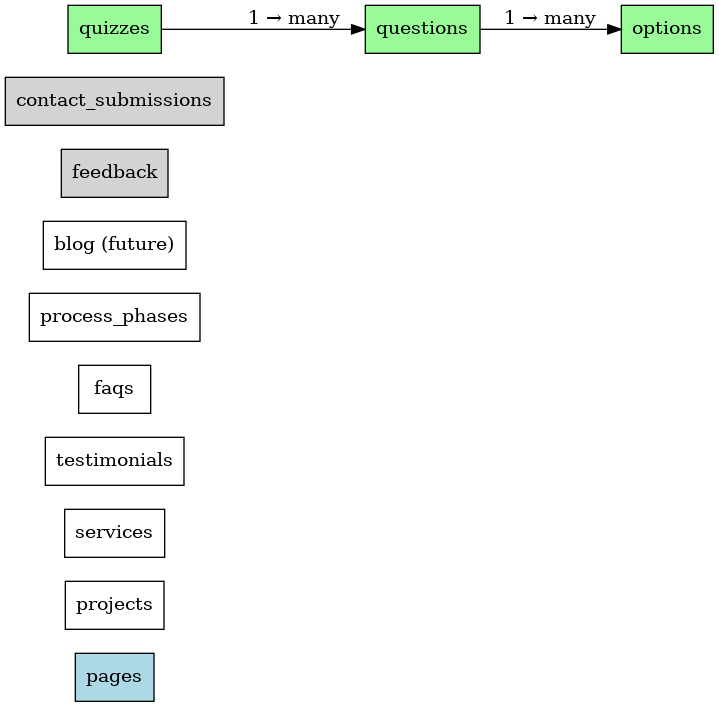 quizzes
1 → many
questions
1 → many
options
contact_submissions
feedback
blog (future)
process_phases
faqs
testimonials
services
projects
pages